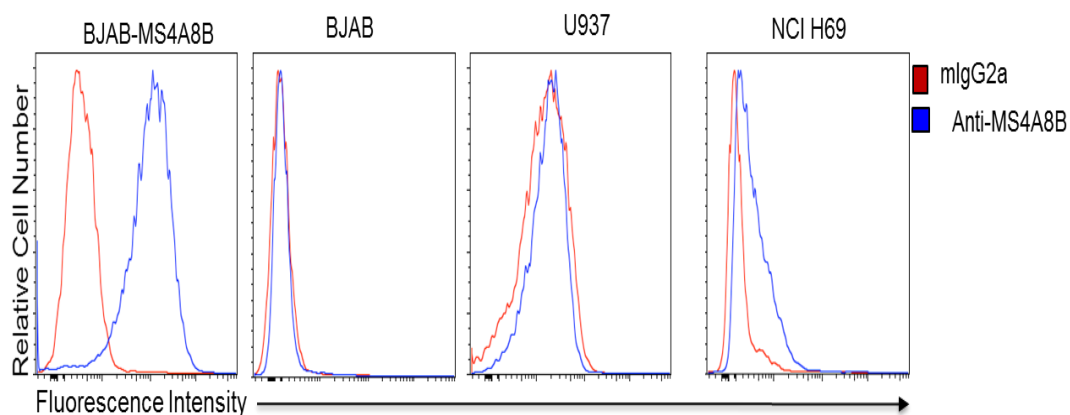 BJAB-MS4A8B
BJAB
U937
NCI H69
mIgG2a
Anti-MS4A8B
Relative Cell Number
Fluorescence Intensity